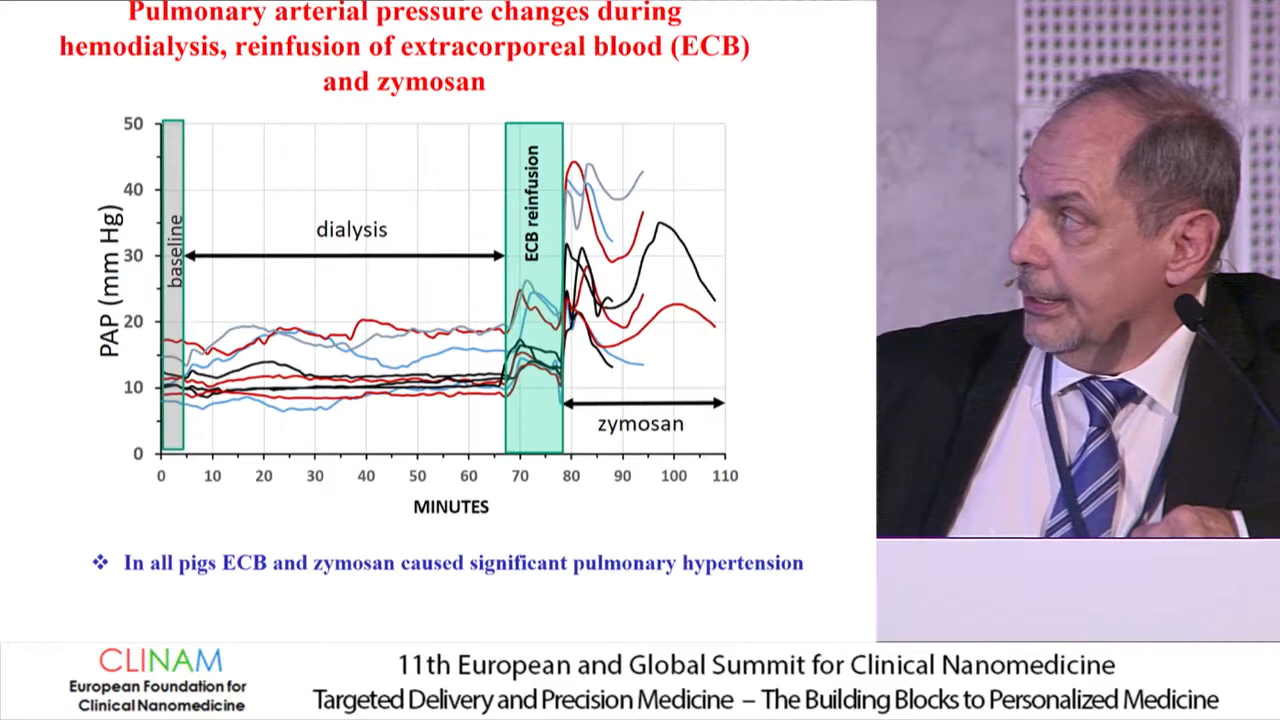 Pulmonary arterial pressure changes during
hemodialysis, reinfusion of extracorporeal blood (ECB)
and zymosan
50
40
30
20
10
0
PAP (mm Hg)
baseline
dialysis
ECB reinfusion
zymosan
0 10 20 30 40 50 60 70 80 90 100 110
MINUTES
❖ In all pigs ECB and zymosan caused significant pulmonary hypertension
CLINAM
European Foundation for
Clinical Nanomedicine
11th European and Global Summit for Clinical Nanomedicine
Targeted Delivery and Precision Medicine – The Building Blocks to Personalized Medicine